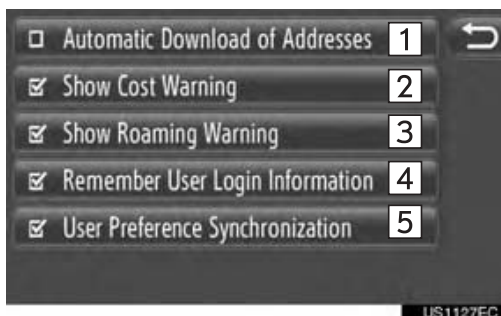 Automatic Download of Addresses 1
Show Cost Warning 2
Show Roaming Warning 3
Remember User Login Information 4
User Preference Synchronization 5
US1127EC